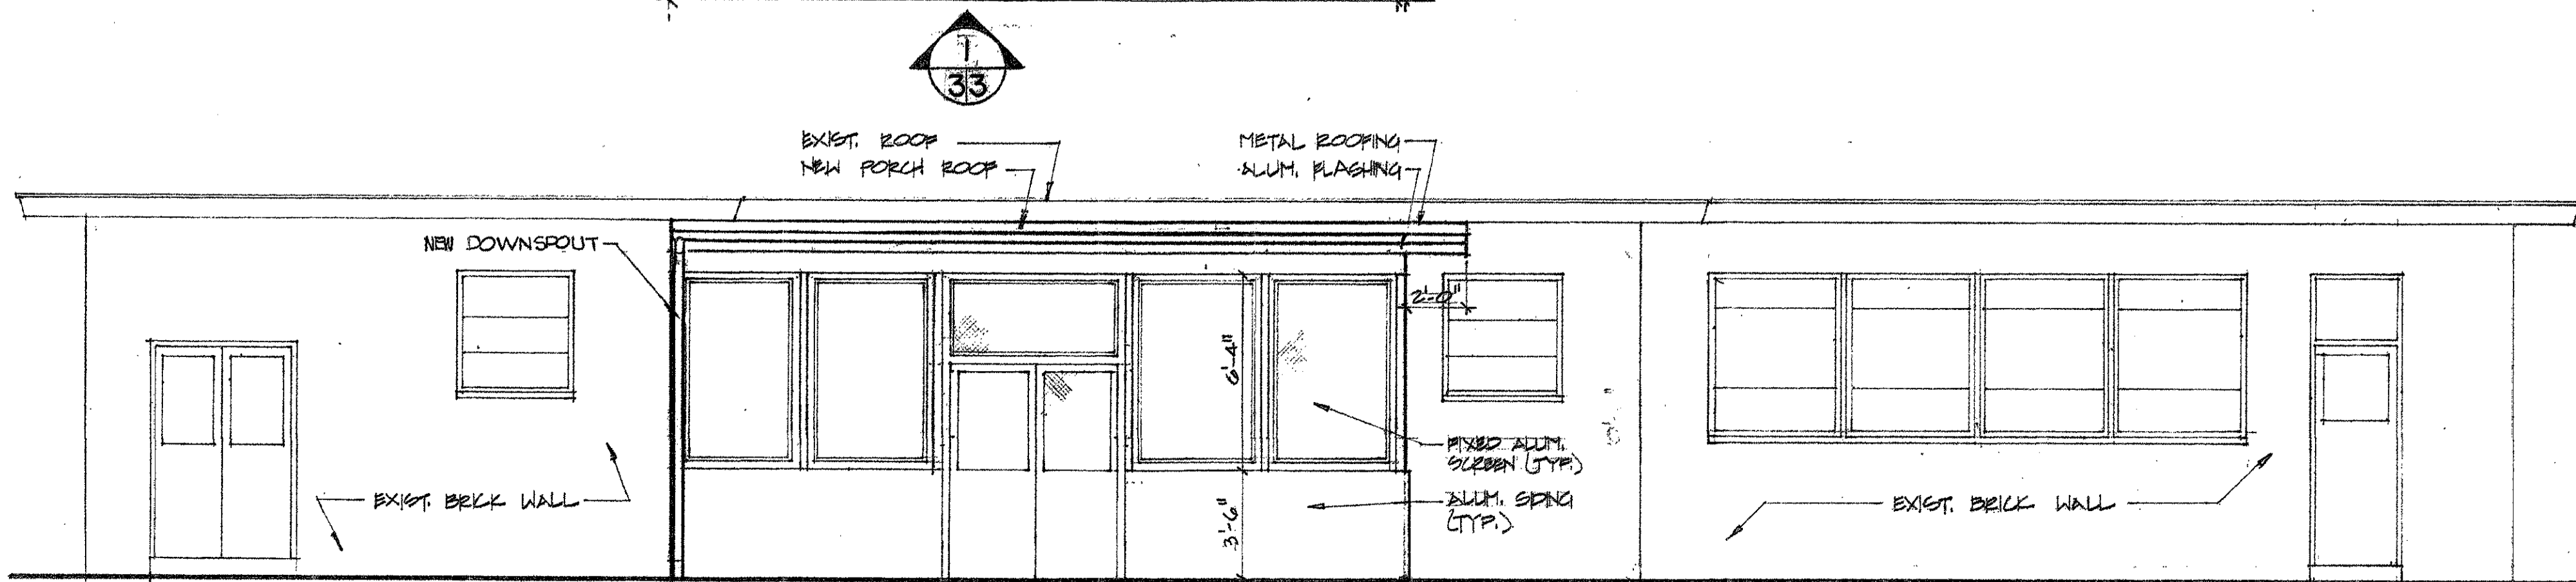 1
33
EXIST. ROOF
NEW PORCH ROOF
METAL ROOFING
ALUM. FLASHING
NEW DOWNSPOUT
2'-0"
6'-4"
FIXED ALUM.
SCREEN (TYP.)
EXIST. BRICK WALL
ALUM. SIDING
(TYP.)
3'-6"
EXIST. BRICK WALL